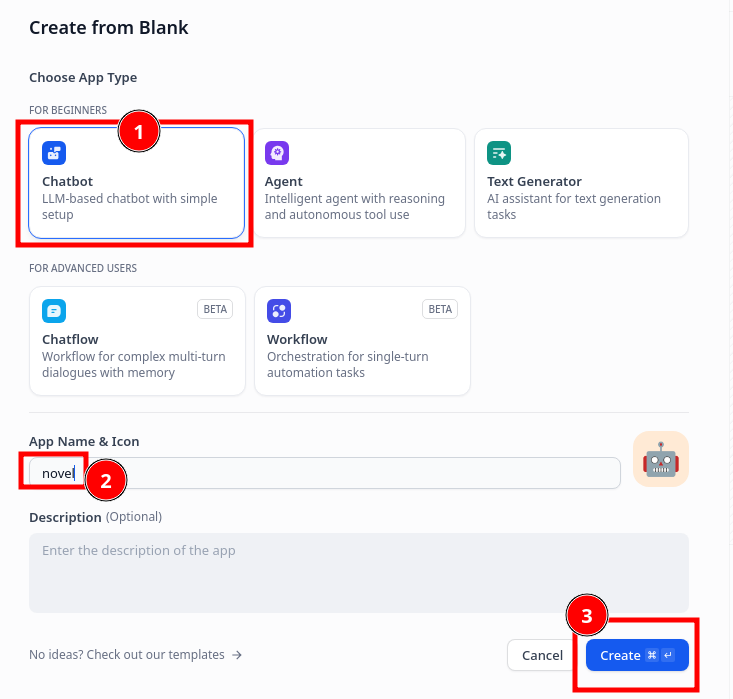 Create from Blank
Choose App Type
FOR BEGINNERS
1
Chatbot
LLM-based chatbot with simple
setup
Agent
Intelligent agent with reasoning
and autonomous tool use
Text Generator
AI assistant for text generation
tasks
FOR ADVANCED USERS
BETA
Chatflow
Workflow for complex multi-turn
dialogues with memory
BETA
Workflow
Orchestration for single-turn
automation tasks
App Name & Icon
novel
2
Description (Optional)
Enter the description of the app
3
No ideas? Check out our templates →
Cancel
Create ⌘ ↵